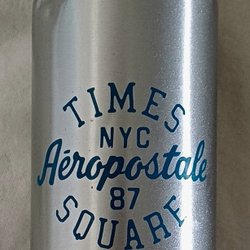 TIMES
NYC
Aéropostale
87
SQUARE